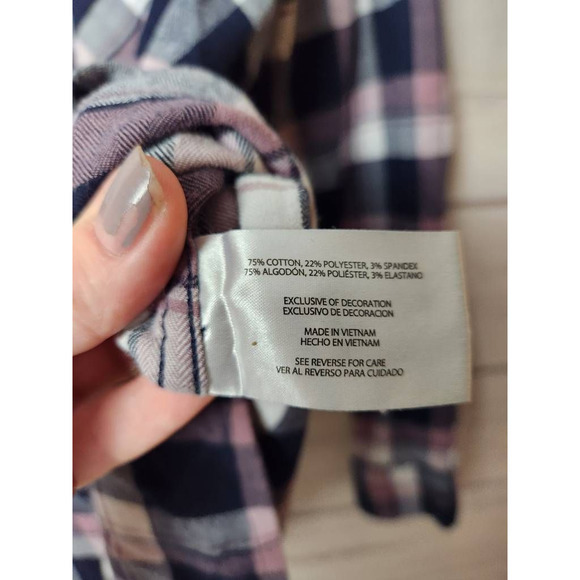 75% COTTON, 22% POLYESTER, 3% SPANDEX
75% ALGODÓN, 22% POLIÉSTER, 3% ELASTANO
EXCLUSIVE OF DECORATION
EXCLUSIVO DE DECORACION
MADE IN VIETNAM
HECHO EN VIETNAM
SEE REVERSE FOR CARE
VER AL REVERSO PARA CUIDADO